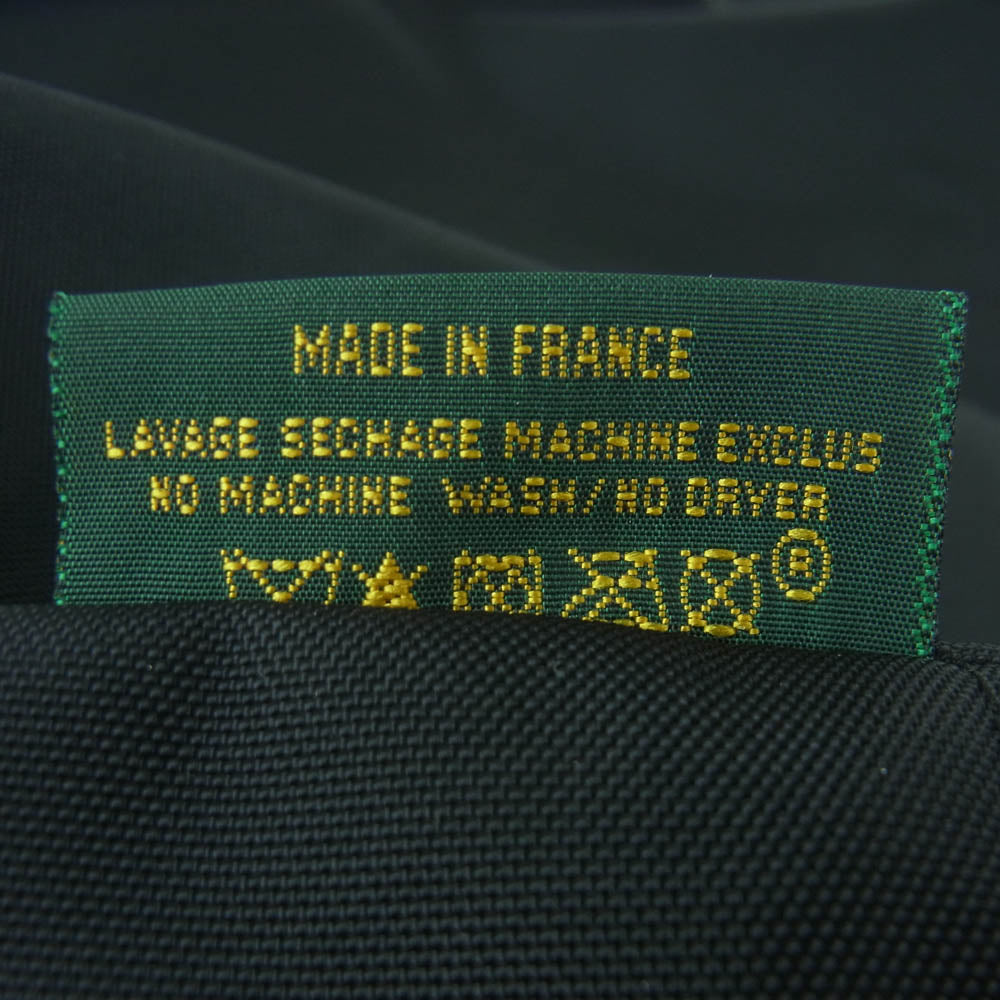 MADE IN FRANCE
LAVAGE SECHAGE MACHINE EXCLUS
NO MACHINE WASH/NO DRYER
®